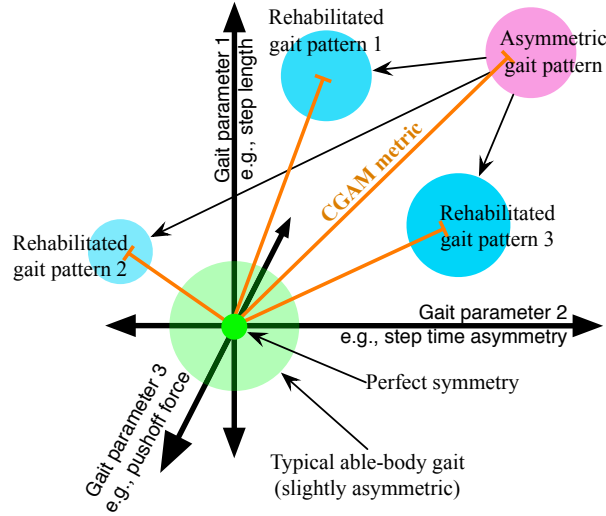 Rehabilitated
gait pattern 1
Asymmetric
gait pattern
Gait parameter 1
e.g., step length
CGAM metric
Rehabilitated
gait pattern 3
Rehabilitated
gait pattern 2
Gait parameter 2
e.g., step time asymmetry
Perfect symmetry
Gait parameter 3
e.g., pushoff force
Typical able-body gait
(slightly asymmetric)